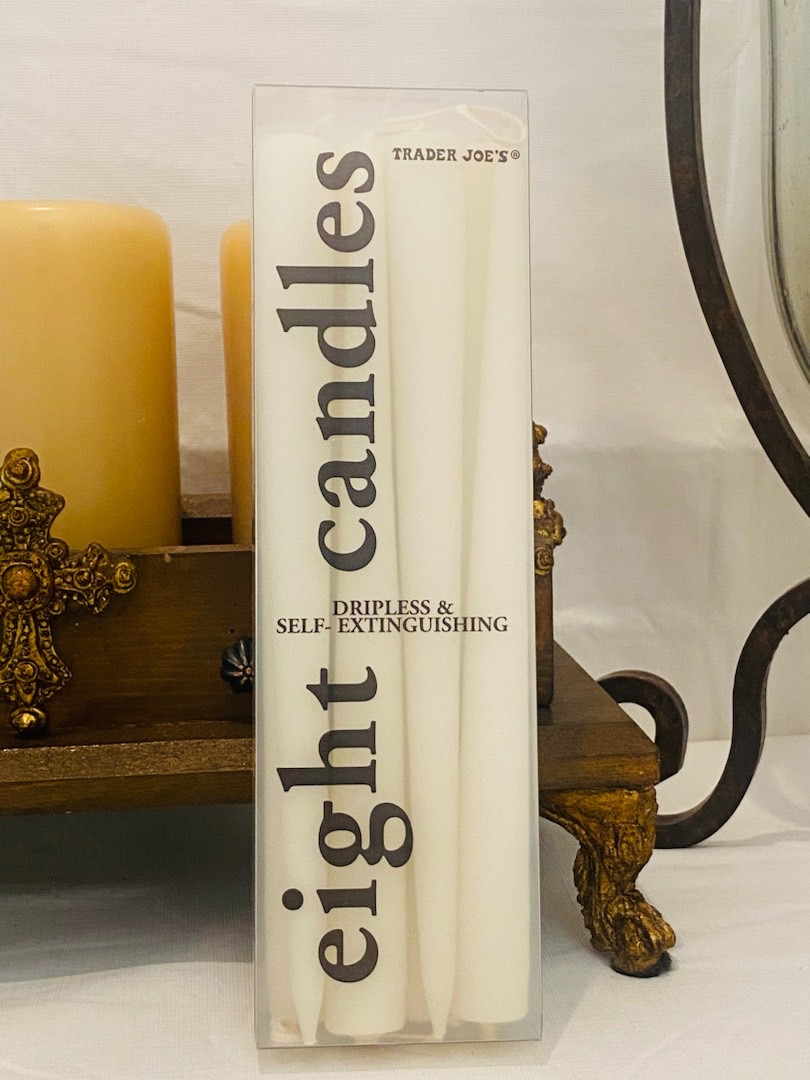 TRADER JOE'S®
eight candles
DRIPLESS &
SELF- EXTINGUISHING